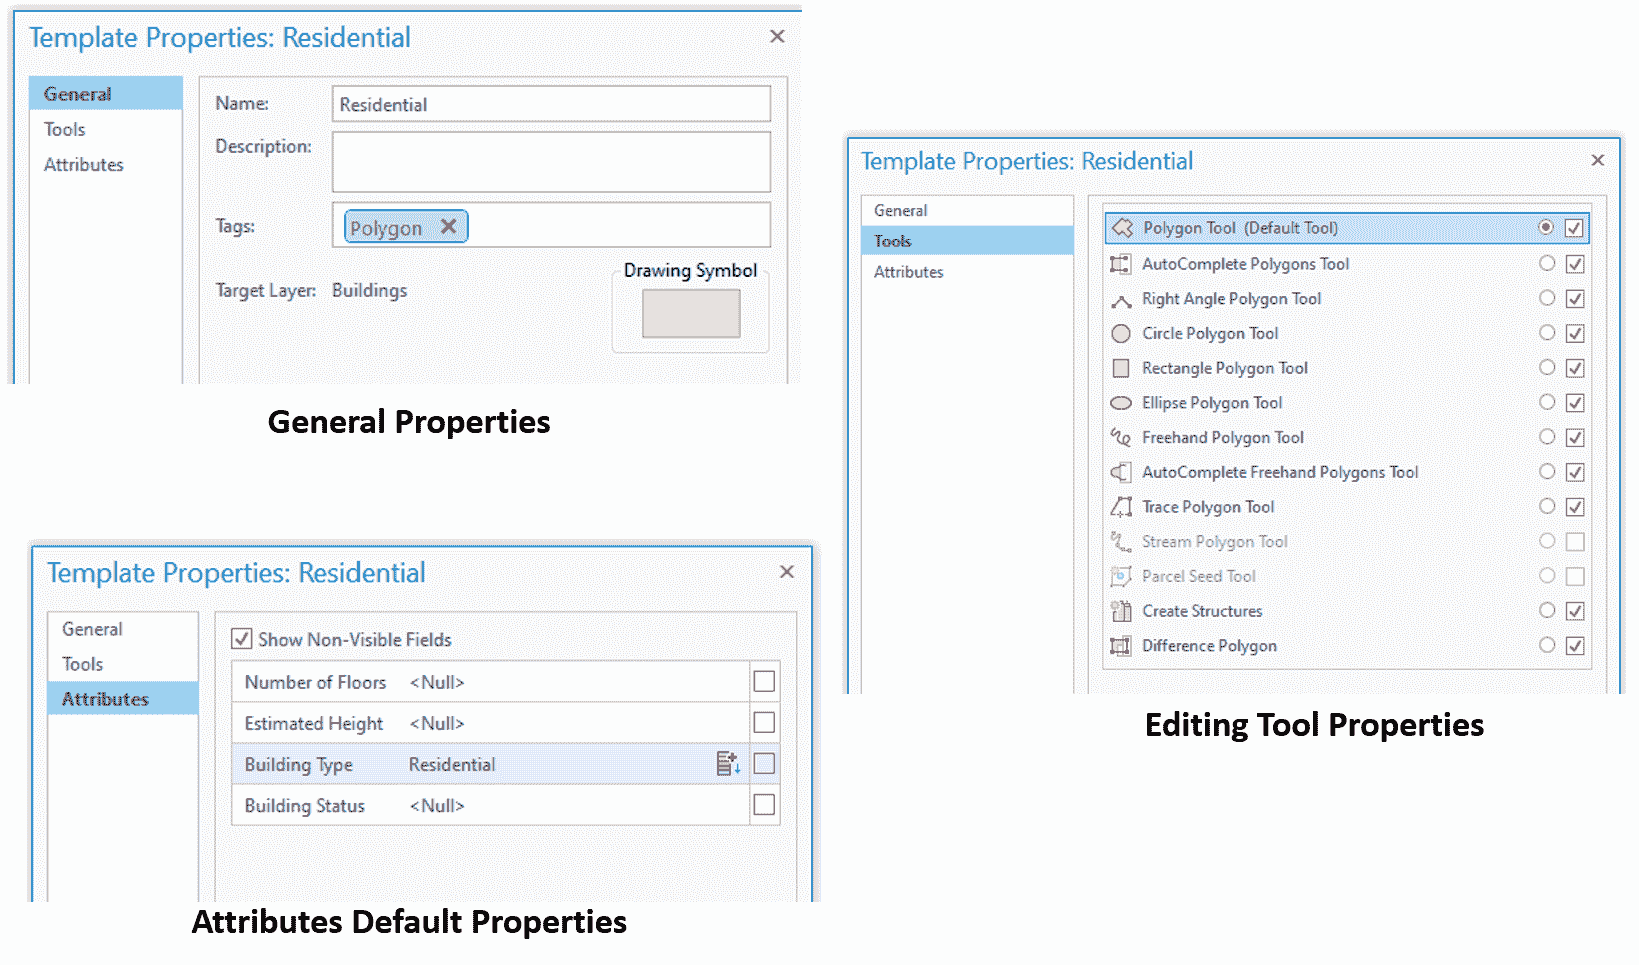 Template Properties: Residential
General
Tools
Attributes
Name: Residential
Description:
Tags: Polygon
Target Layer: Buildings
Drawing Symbol
General Properties
Template Properties: Residential
General
Tools
Attributes
Polygon Tool (Default Tool)
AutoComplete Polygons Tool
Right Angle Polygon Tool
Circle Polygon Tool
Rectangle Polygon Tool
Ellipse Polygon Tool
Freehand Polygon Tool
AutoComplete Freehand Polygons Tool
Trace Polygon Tool
Stream Polygon Tool
Parcel Seed Tool
Create Structures
Difference Polygon
Editing Tool Properties
Template Properties: Residential
General
Tools
Attributes
Show Non-Visible Fields
Number of Floors <Null>
Estimated Height <Null>
Building Type Residential
Building Status <Null>
Attributes Default Properties